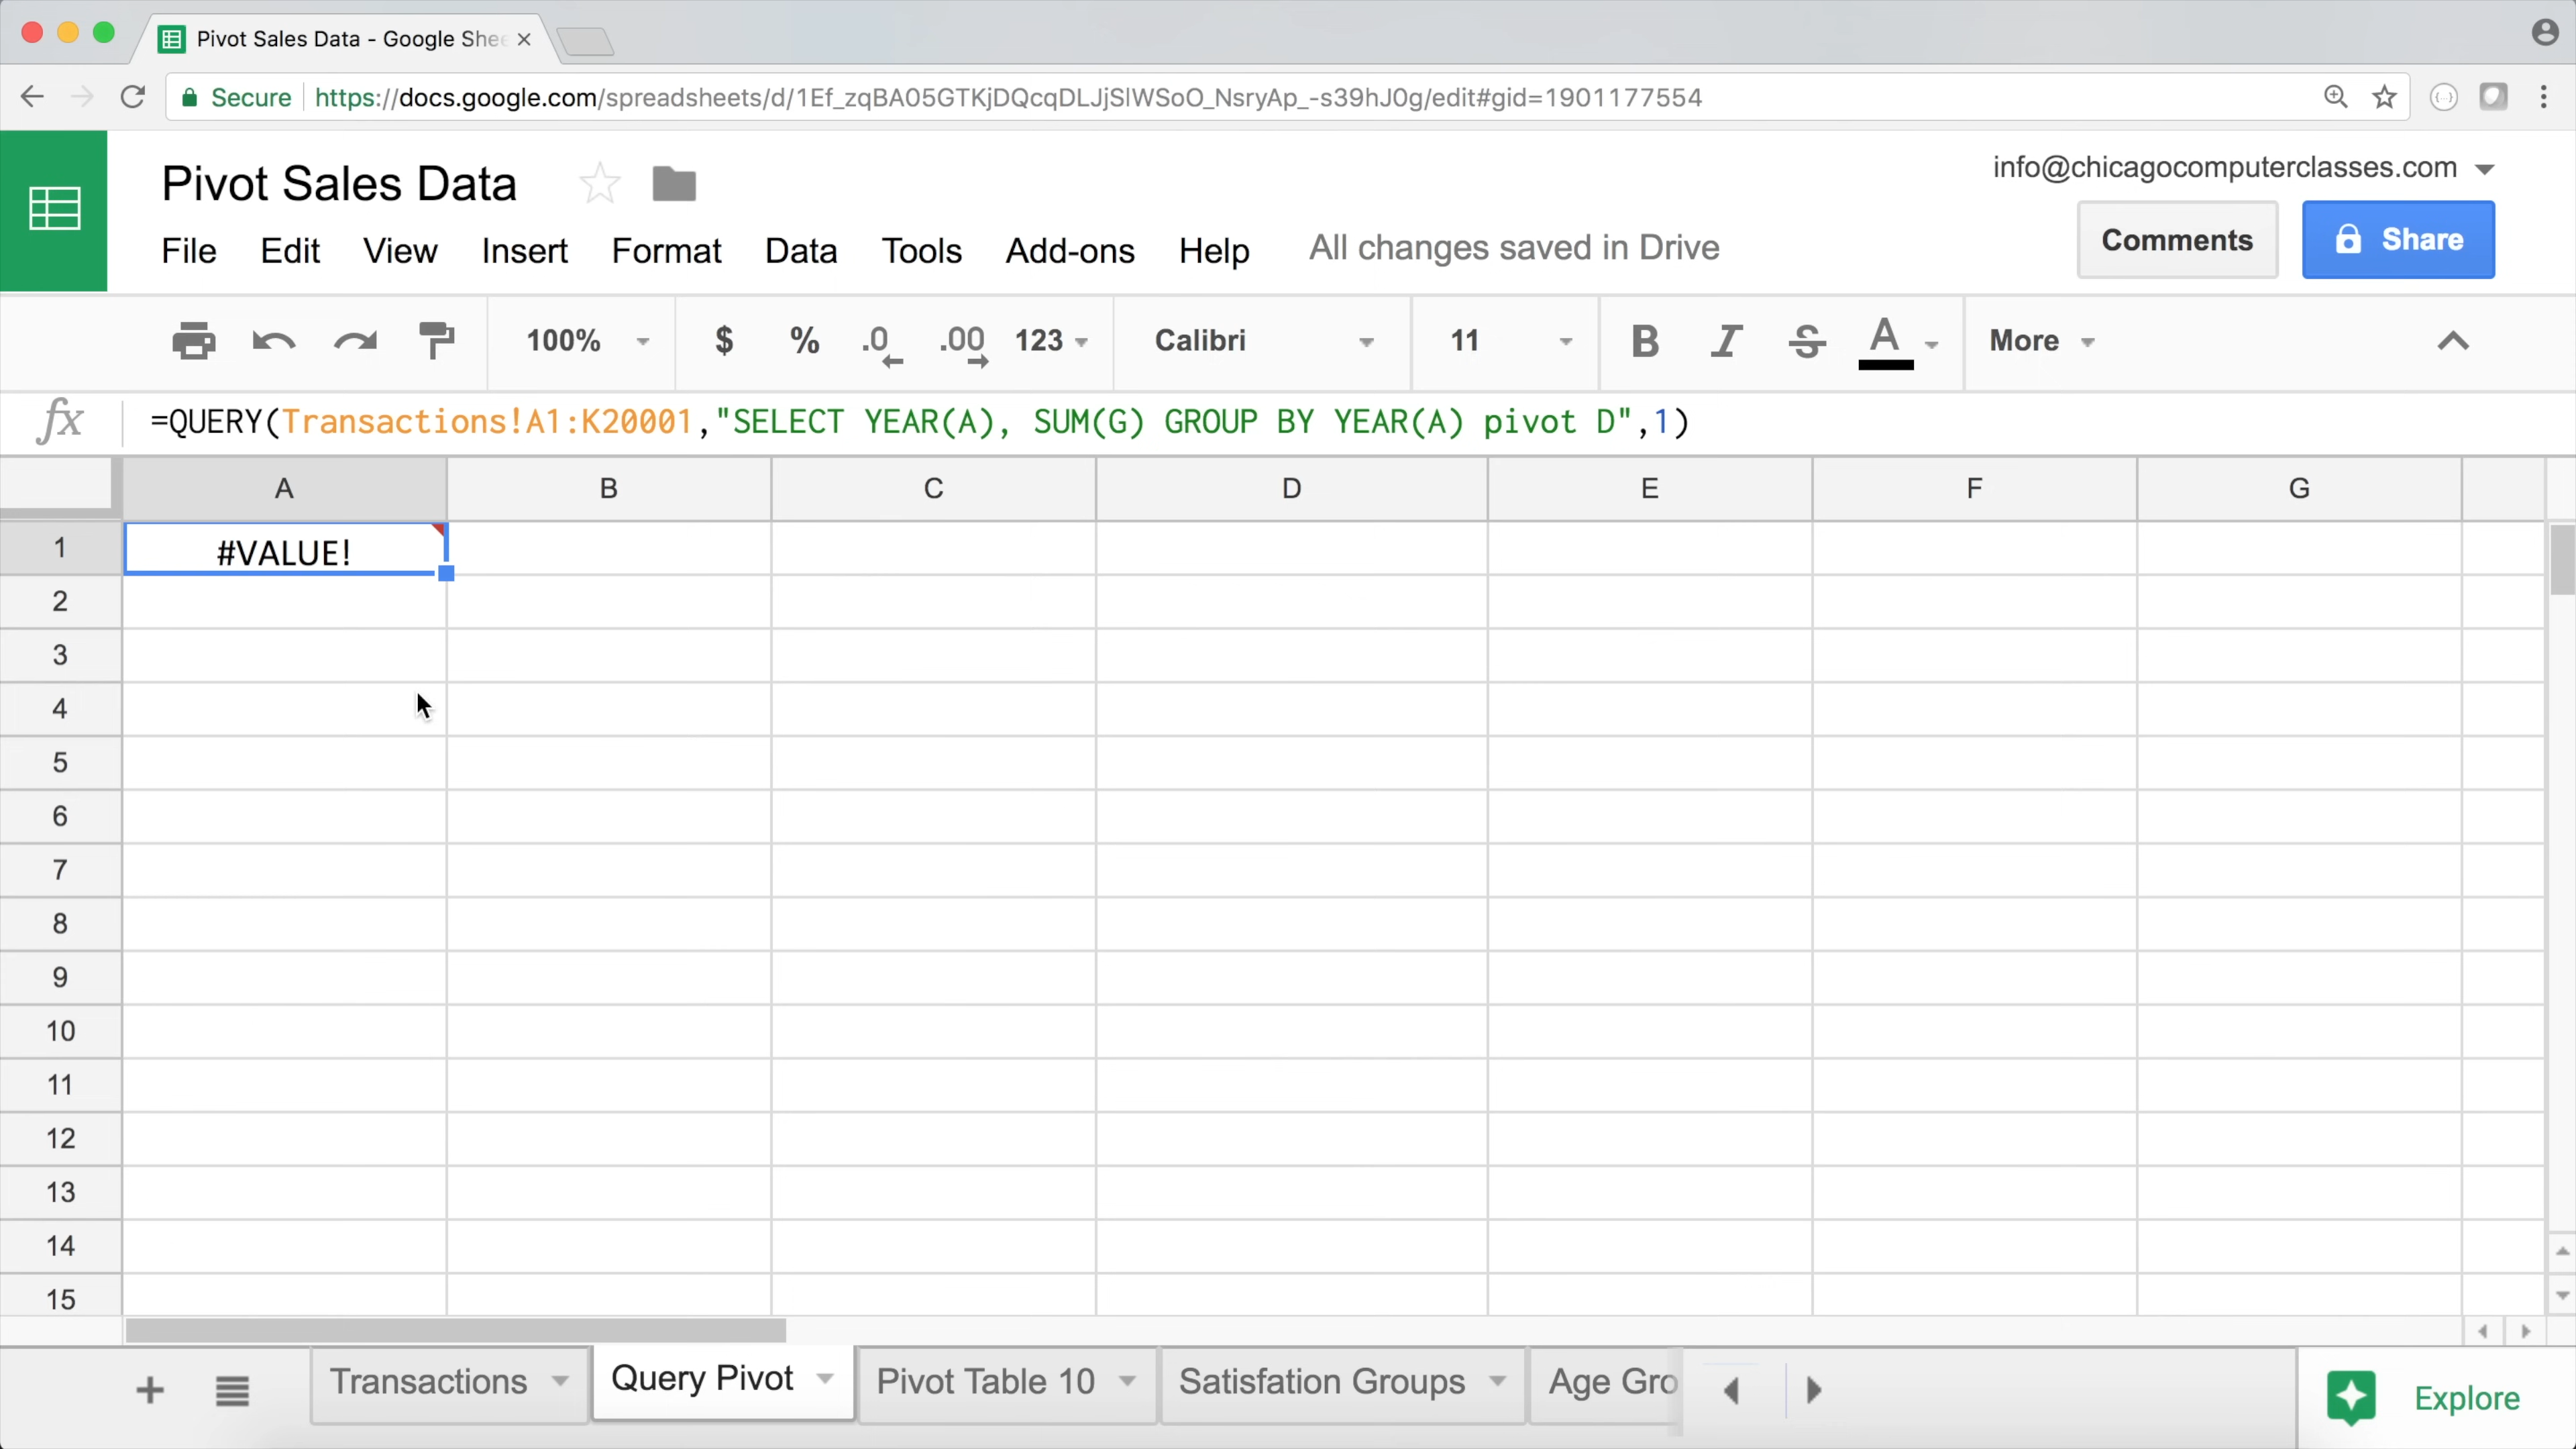 Pivot Sales Data - Google Shee
Secure https://docs.google.com/spreadsheets/d/1Ef_zqBA05GTKjDQcqDLJjSlWSoO_NsryAp_-s39hJ0g/edit#gid=1901177554
Pivot Sales Data
info@chicagocomputerclasses.com
File Edit View Insert Format Data Tools Add-ons Help All changes saved in Drive
Comments Share
100% $ % .0 .00 123 Calibri 11 B I S A More
fx =QUERY(Transactions!A1:K20001,"SELECT YEAR(A), SUM(G) GROUP BY YEAR(A) pivot D",1)
A B C D E F G
1 #VALUE!
2
3
4
5
6
7
8
9
10
11
12
13
14
15
Transactions Query Pivot Pivot Table 10 Satisfation Groups Age Gro Explore